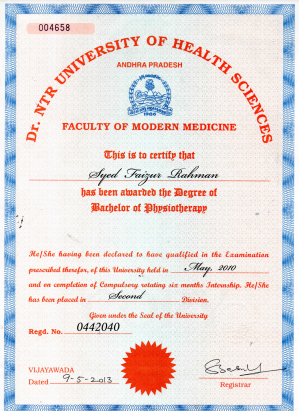 004658
Dr. NTR UNIVERSITY OF HEALTH SCIENCES
ANDHRA PRADESH
1986
FACULTY OF MODERN MEDICINE
This is to certify that
Syed Faizur Rahman
has been awarded the Degree of
Bachelor of Physiotherapy
He/She having been declared to have qualified in the Examination
prescribed therefor, of this University held in May, 2010
and on completion of Compulsory rotating six months Internship. He/She
has been placed in Second Division.
Given under the Seal of the University
Regd. No. 0442040
VIJAYAWADA
Dated 9-5-2013
Registrar